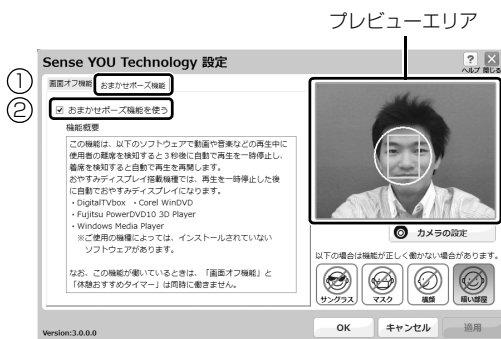 プレビューエリア
Sense YOU Technology 設定
? ×
ヘルプ 閉じる
① 画面オフ機能 おまかせポーズ機能
② ☑ おまかせポーズ機能を使う
機能概要
この機能は、以下のソフトウェアで動画や音楽などの再生中に
使用者の離席を検知すると3秒後に自動で再生を一時停止し、
着席を検知すると自動で再生を再開します。
おやすみディスプレイ搭載機種では、再生を一時停止した後
に自動でおやすみディスプレイになります。
・DigitalTVbox ・Corel WinDVD
・Fujitsu PowerDVD10 3D Player
・Windows Media Player
※ご使用の機種によっては、インストールされていない
ソフトウェアがあります。
なお、この機能が働いているときは、「画面オフ機能」と
「休憩おすすめタイマー」は同時に働きません。
カメラの設定
以下の場合は機能が正しく働かない場合があります。
サングラス マスク 横顔 暗い部屋
Version:3.0.0.0
OK キャンセル 適用